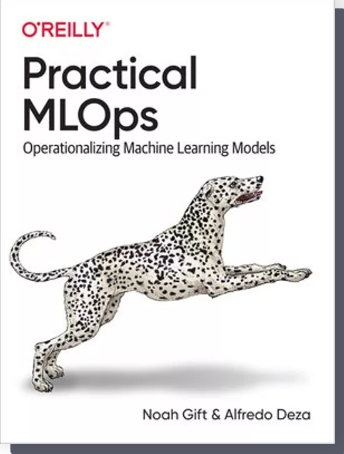 O'REILLY®
Practical
MLOps
Operationalizing Machine Learning Models
Noah Gift & Alfredo Deza